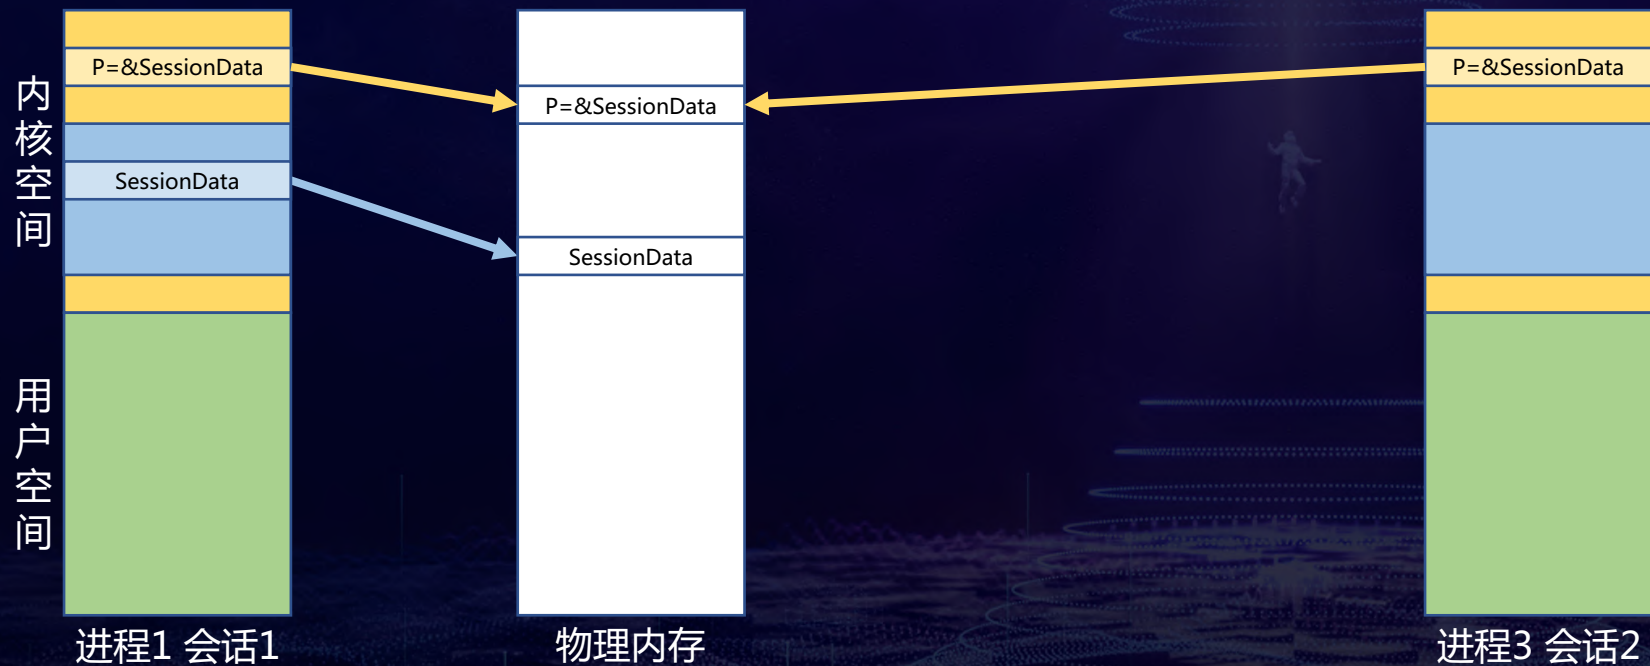 P=&SessionData
P=&SessionData
P=&SessionData
SessionData
SessionData
内核空间
用户空间
进程1 会话1
物理内存
进程3 会话2